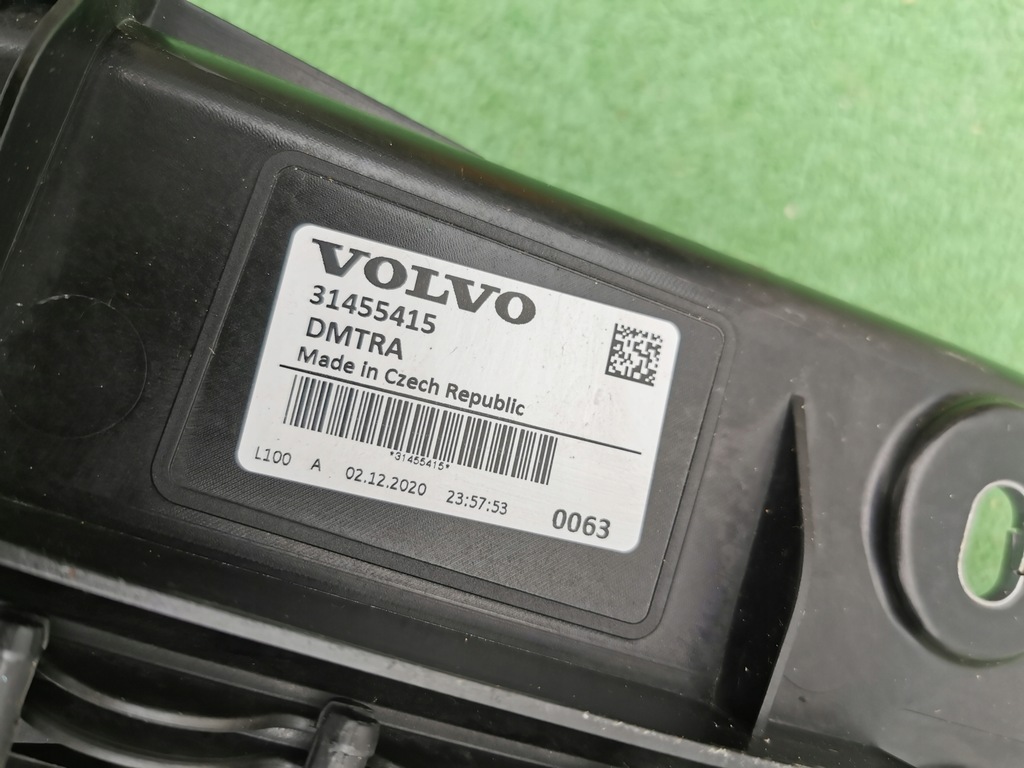 VOLVO
31455415
DMTRA
Made in Czech Republic
*31455415*
L100 A 02.12.2020 23:57:53
0063